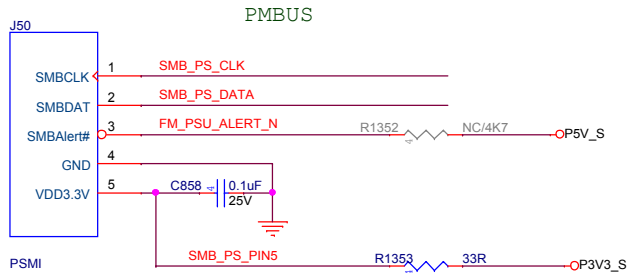 PMBUS
J50
SMBCLK 1 SMB_PS_CLK
SMBDAT 2 SMB_PS_DATA
SMBAlert# 3 FM_PSU_ALERT_N R1352 NC/4K7 P5V_S
GND 4
VDD3.3V 5 C858 0.1uF
25V
PSMI SMB_PS_PIN5 R1353 33R P3V3_S